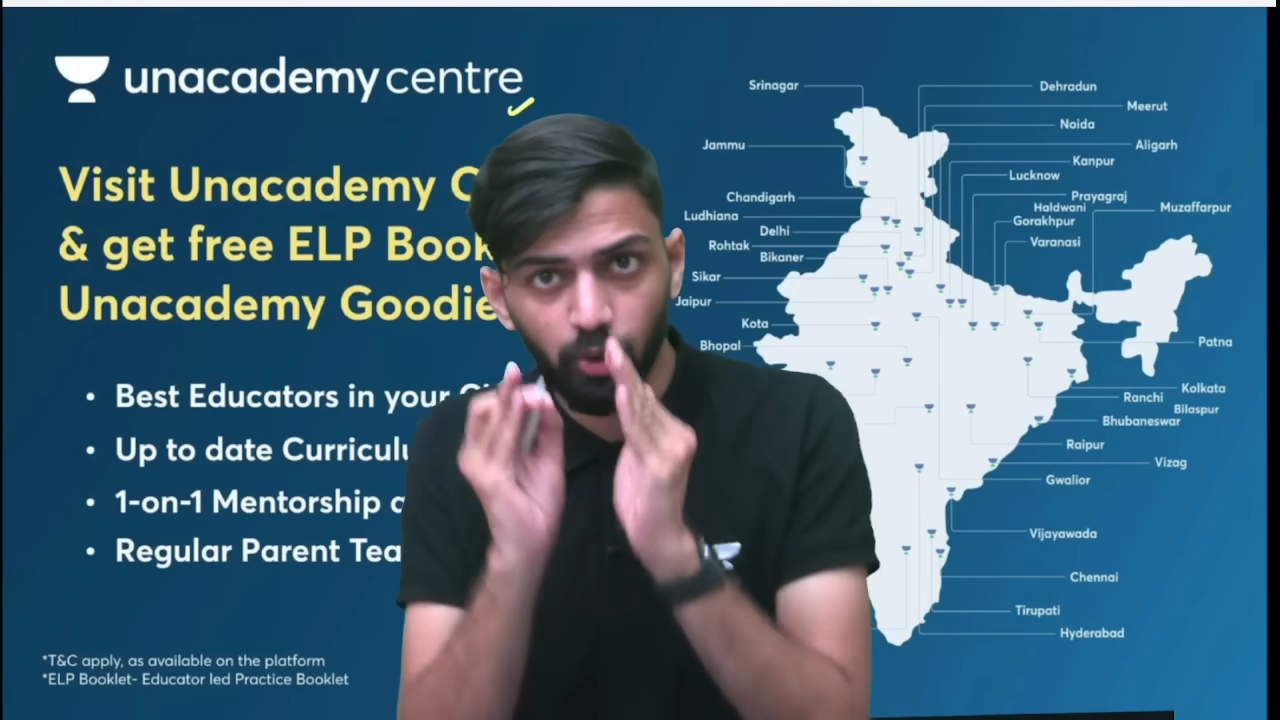 unacademy centre
Visit Unacademy C
& get free ELP Book
Unacademy Goodie
• Best Educators in your
• Up to date Curriculu
• 1-on-1 Mentorship
• Regular Parent Tea
*T&C apply, as available on the platform
*ELP Booklet- Educator led Practice Booklet
Srinagar
Jammu
Chandigarh
Ludhiana
Delhi
Rohtak
Bikaner
Sikar
Jaipur
Kota
Bhopal
Dehradun
Meerut
Noida
Aligarh
Kanpur
Lucknow
Prayagraj
Haldwani
Muzaffarpur
Gorakhpur
Varanasi
Patna
Kolkata
Ranchi
Bilaspur
Bhubaneswar
Raipur
Vizag
Gwalior
Vijayawada
Chennai
Tirupati
Hyderabad